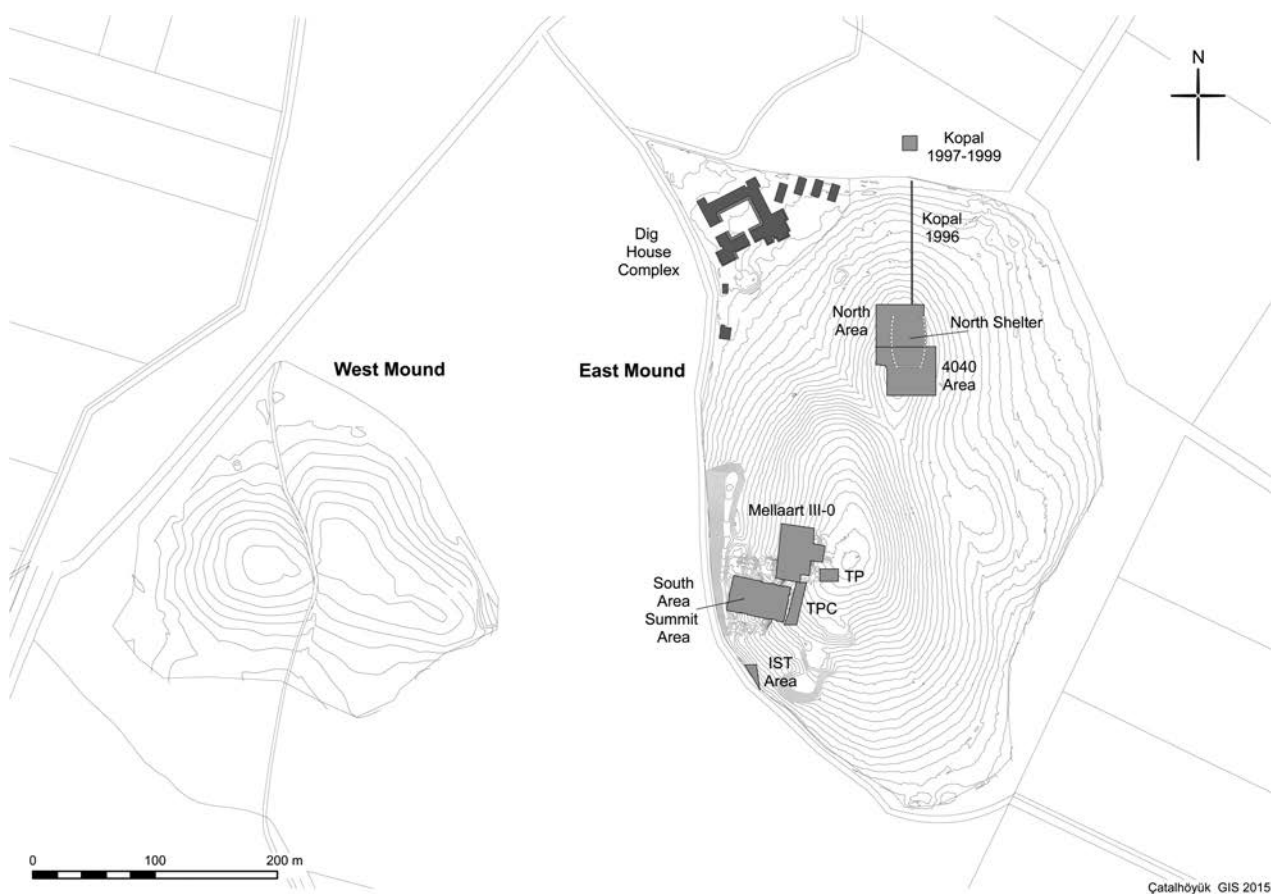 N
Kopal
1997-1999
Kopal
1996
Dig
House
Complex
North
Area
North Shelter
4040
Area
West Mound
East Mound
Mellaart III-0
TP
South
Area
Summit
Area
TPC
IST
Area
0
100
200 m
Çatalhöyük GIS 2015